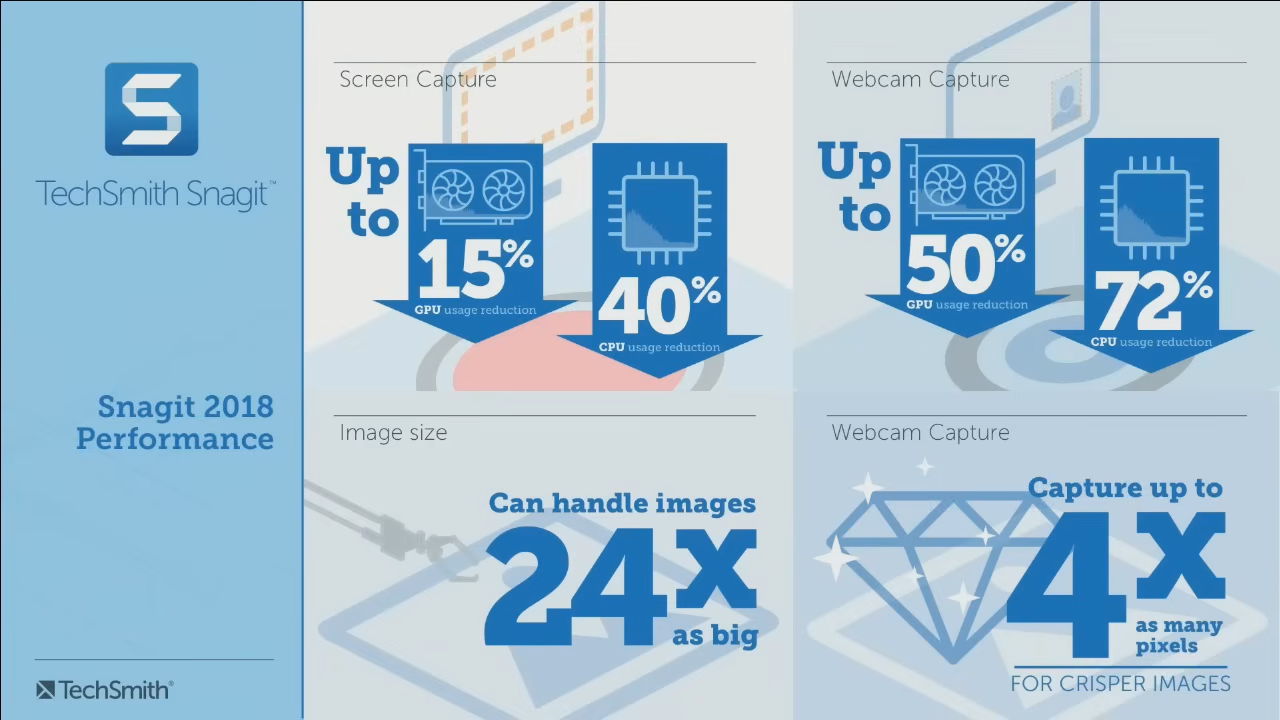 TechSmith Snagit™
Snagit 2018
Performance
TechSmith®
Screen Capture
Up
to
15%
GPU usage reduction
40%
CPU usage reduction
Webcam Capture
Up
to
50%
GPU usage reduction
72%
CPU usage reduction
Image size
Can handle images
24x
as big
Webcam Capture
Capture up to
4x
as many
pixels
FOR CRISPER IMAGES